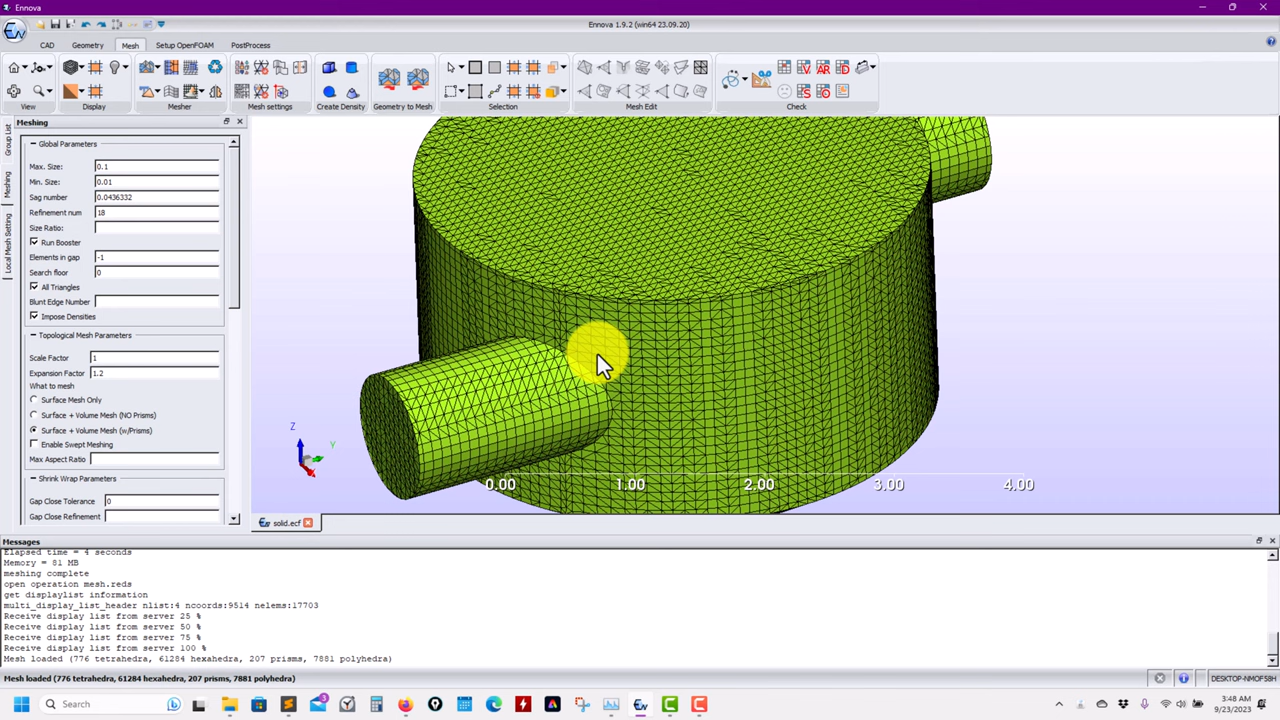 Ennova
Ennova 1.9.2 (win64 23.09.20)
CAD Geometry Mesh Setup OpenFOAM PostProcess
View Display Mesher Mesh settings Create Density Geometry to Mesh Selection Mesh Edit Check
Meshing
Group List
Meshing
Local Mesh Setting
Global Parameters
Max. Size: 0.1
Min. Size: 0.01
Sag number 0.0436332
Refinement num 18
Size Ratio:
Run Booster
Elements in gap -1
Search floor 0
All Triangles
Blunt Edge Number
Impose Densities
Topological Mesh Parameters
Scale Factor 1
Expansion Factor 1.2
What to mesh
Surface Mesh Only
Surface + Volume Mesh (NO Prisms)
Surface + Volume Mesh (w/Prisms)
Enable Swept Meshing
Max Aspect Ratio
Shrink Wrap Parameters
Gap Close Tolerance 0
Gap Close Refinement
Z
Y
0.00 1.00 2.00 3.00 4.00
solid.ecf
Messages
Elapsed time = 4 seconds
Memory = 81 MB
meshing complete
open operation mesh.reds
get displaylist information
multi_display_list_header nlist:4 ncoords:9514 nelems:17703
Receive display list from server 25 %
Receive display list from server 50 %
Receive display list from server 75 %
Receive display list from server 100 %
Mesh loaded (776 tetrahedra, 61284 hexahedra, 207 prisms, 7881 polyhedra)
Mesh loaded (776 tetrahedra, 61284 hexahedra, 207 prisms, 7881 polyhedra)
DESKTOP-NMOF58H
Search
3:48 AM
9/23/2023